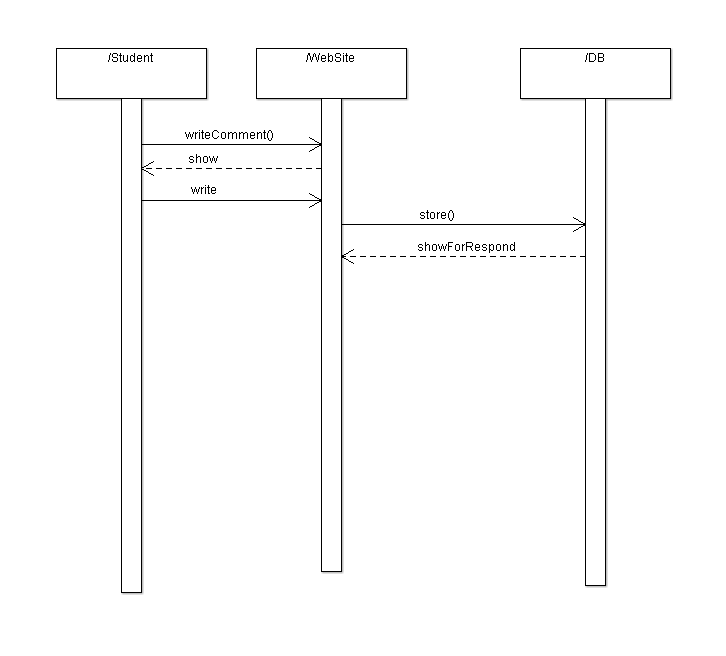 /Student
/WebSite
/DB
writeComment()
show
write
store()
showForRespond